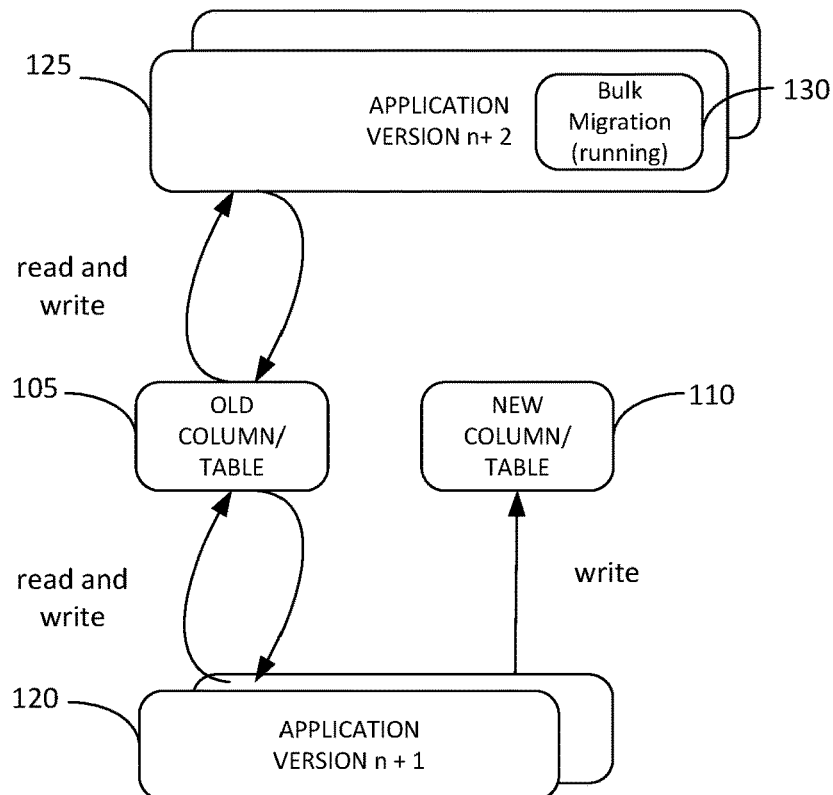 125
APPLICATION
VERSION n+ 2
Bulk
Migration
(running)
130
read and
write
105
OLD
COLUMN/
TABLE
NEW
COLUMN/
TABLE
110
read and
write
write
120
APPLICATION
VERSION n + 1